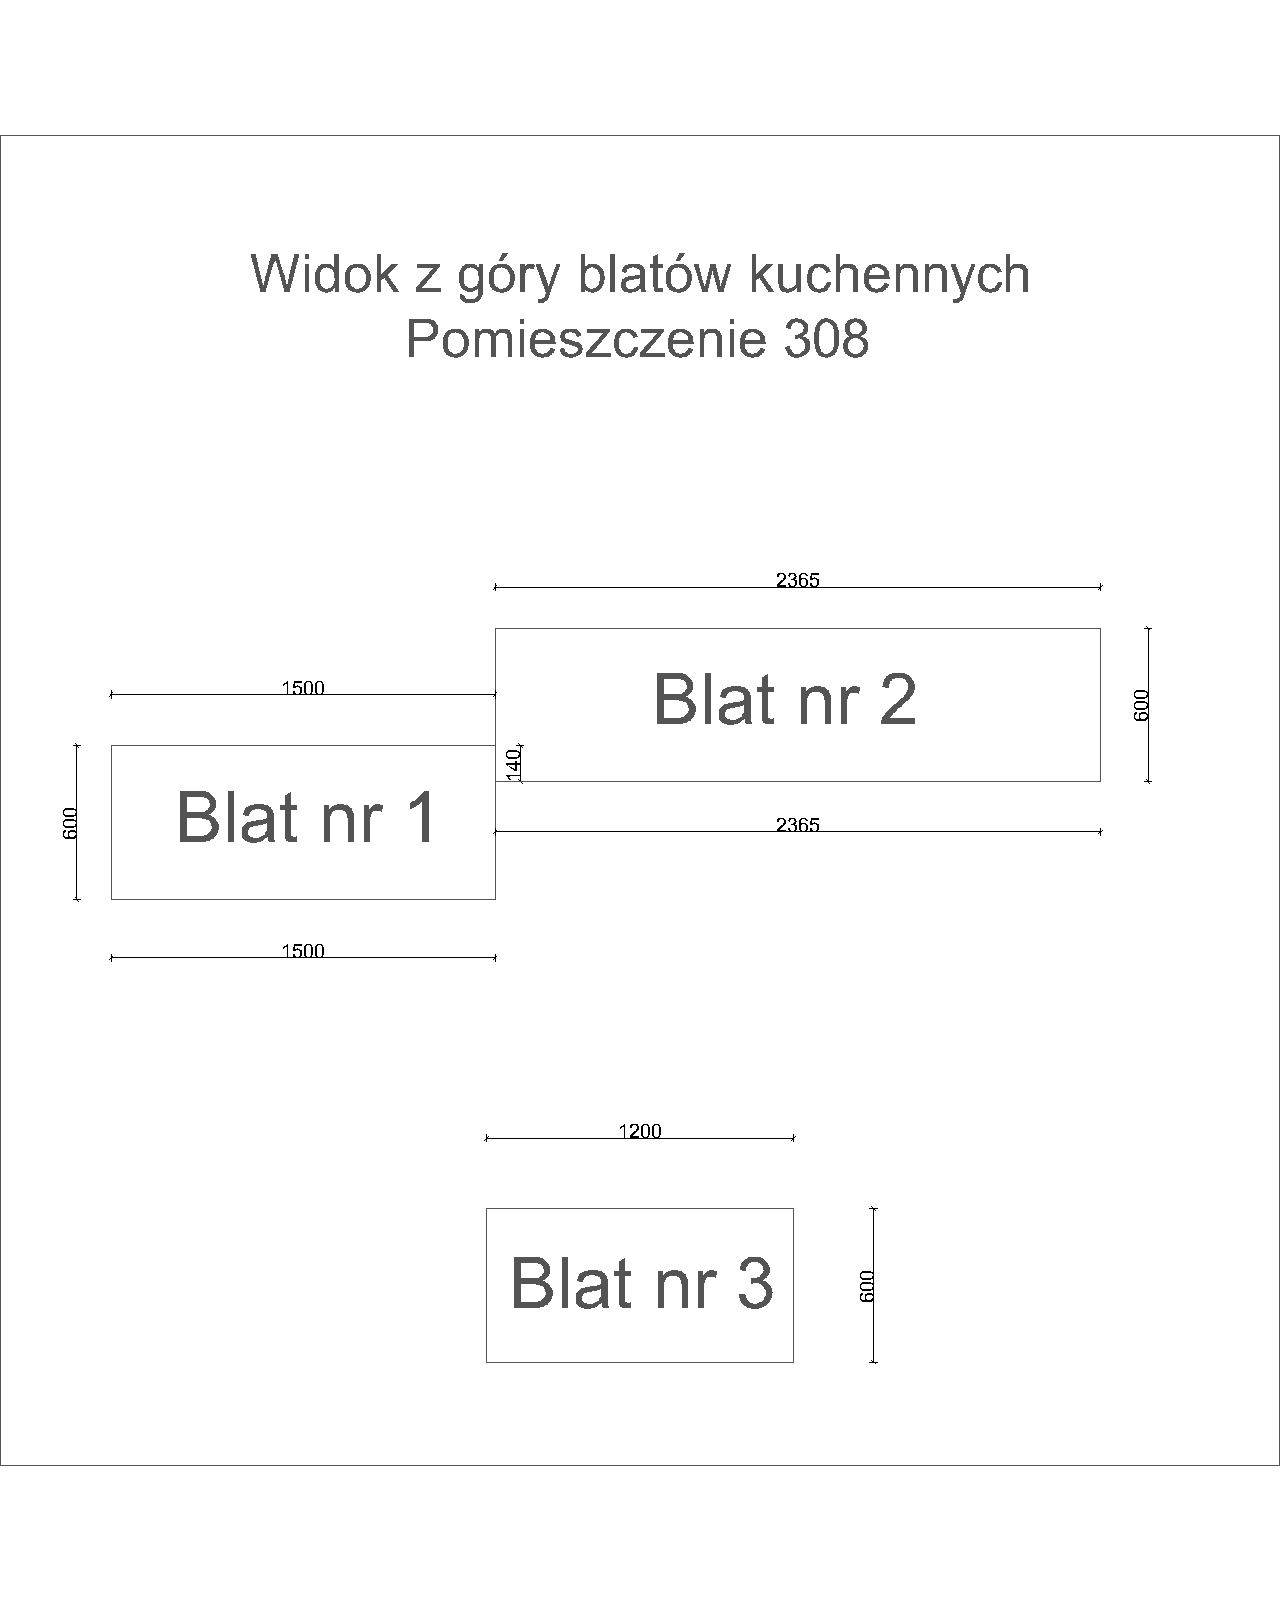 Widok z góry blatów kuchennych
Pomieszczenie 308
2365
Blat nr 2
600
1500
140
Blat nr 1
600
2365
1500
1200
Blat nr 3
600